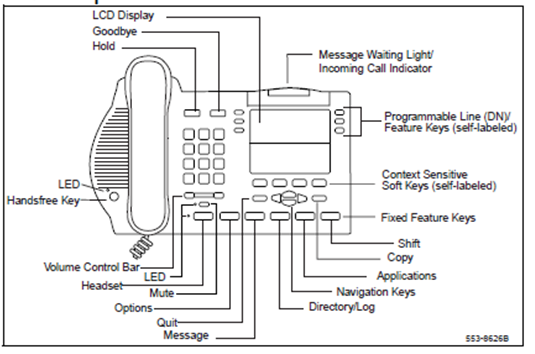 LCD Display
Goodbye
Hold
Message Waiting Light/
Incoming Call Indicator
Programmable Line (DN)/
Feature Keys (self-labeled)
Context Sensitive
Soft Keys (self-labeled)
LED
Handsfree Key
Fixed Feature Keys
Shift
Copy
Volume Control Bar
LED
Applications
Headset
Mute
Navigation Keys
Options
Directory/Log
Quit
Message
553-8626B